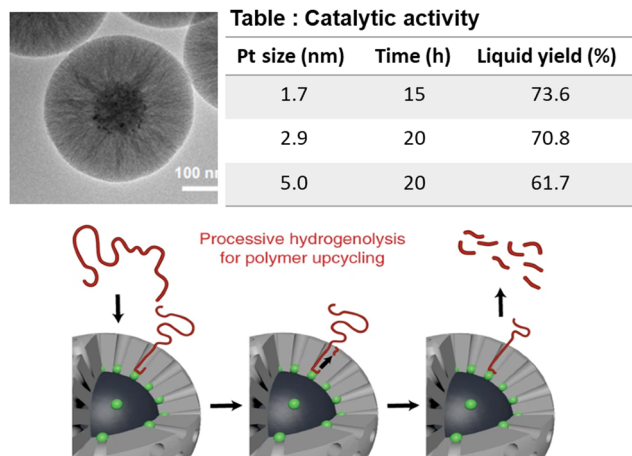 Table : Catalytic activity
Pt size (nm) Time (h) Liquid yield (%)
1.7 15 73.6
2.9 20 70.8
5.0 20 61.7
100 nm
Processive hydrogenolysis
for polymer upcycling